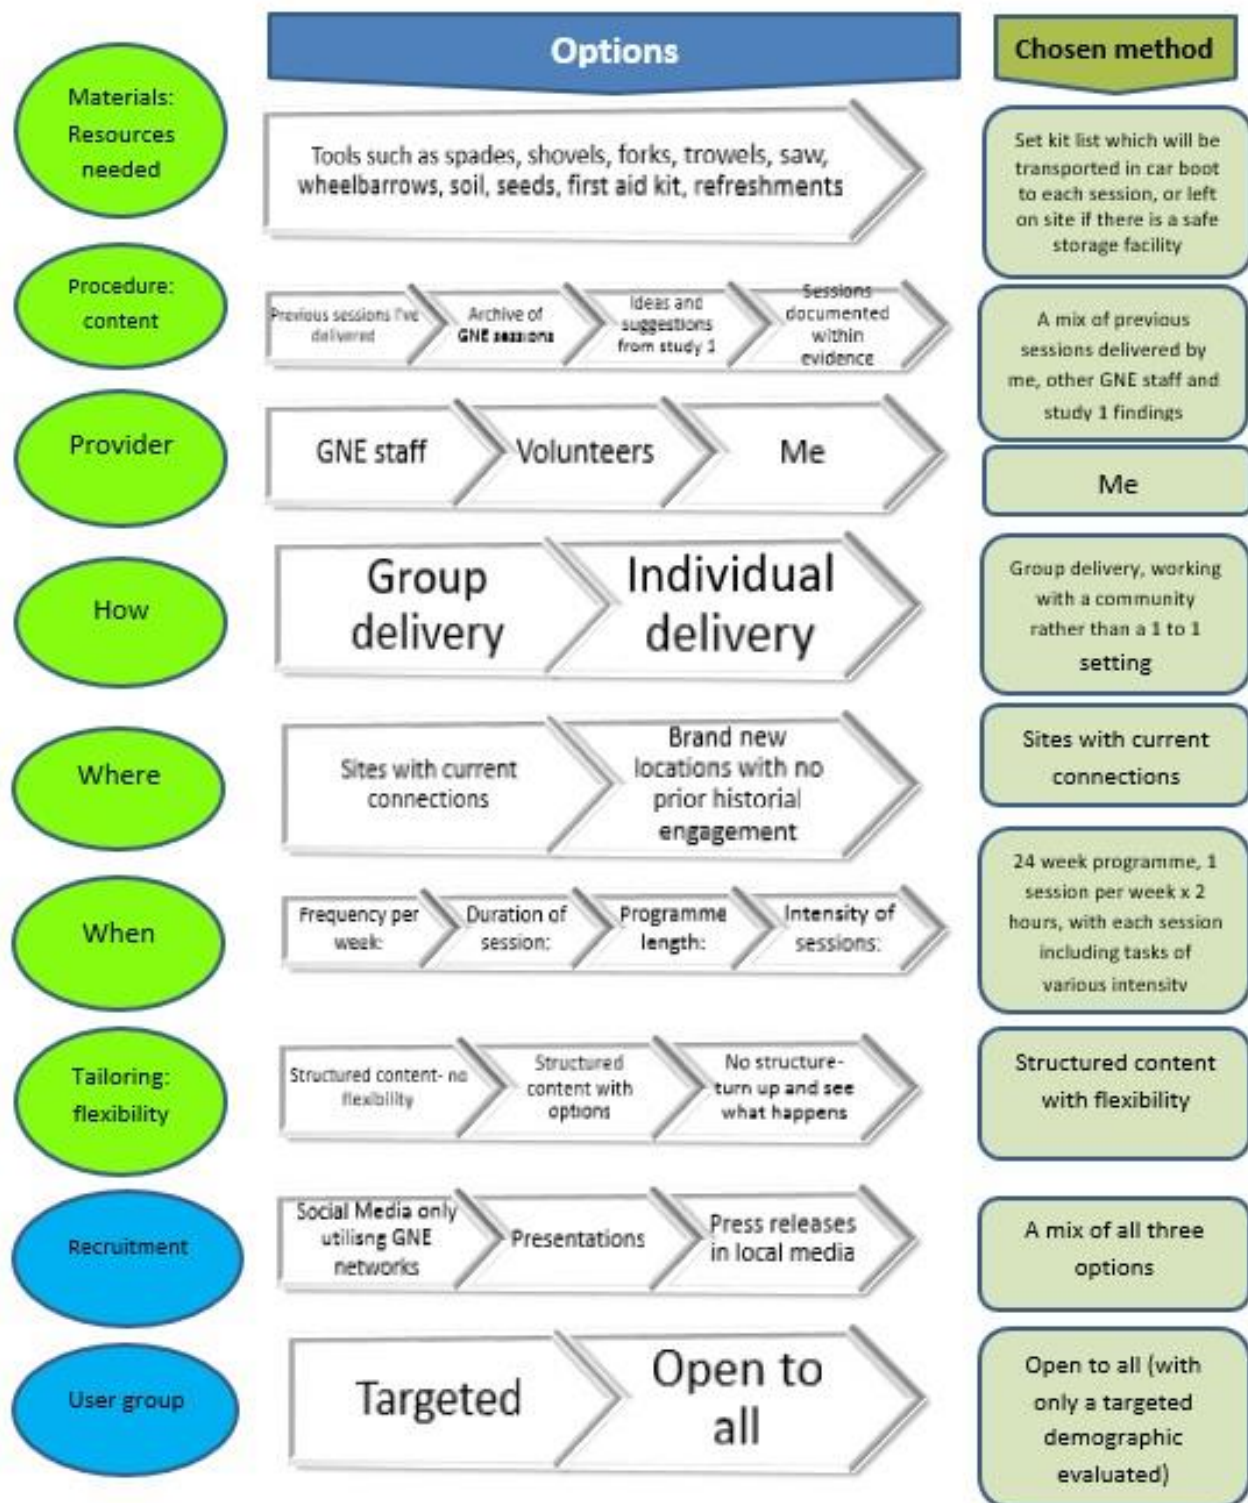 Options
Chosen method
Materials:
Resources
needed
Tools such as spades, shovels, forks, trowels, saw,
wheelbarrows, soil, seeds, first aid kit, refreshments
Set kit list which will be
transported in car boot
to each session, or left
on site if there is a safe
storage facility
Procedure:
content
Previous sessions I've
delivered
Archive of
GNE sessions
Ideas and
suggestions
from study 1
Sessions
documented
within
evidence
A mix of previous
sessions delivered by
me, other GNE staff and
study 1 findings
Provider
GNE staff
Volunteers
Me
Me
How
Group
delivery
Individual
delivery
Group delivery, working
with a community
rather than a 1 to 1
setting
Where
Sites with current
connections
Brand new
locations with no
prior historial
engagement
Sites with current
connections
When
Frequency per
week:
Duration of
session:
Programme
length:
Intensity of
sessions:
24 week programme, 1
session per week x 2
hours, with each session
including tasks of
various intensity
Tailoring:
flexibility
Structured content- no
flexibility
Structured
content with
options
No structure-
turn up and see
what happens
Structured content
with flexibility
Recruitment
Social Media only
utilisng GNE
networks
Presentations
Press releases
in local media
A mix of all three
options
User group
Targeted
Open to
all
Open to all (with
only a targeted
demographic
evaluated)